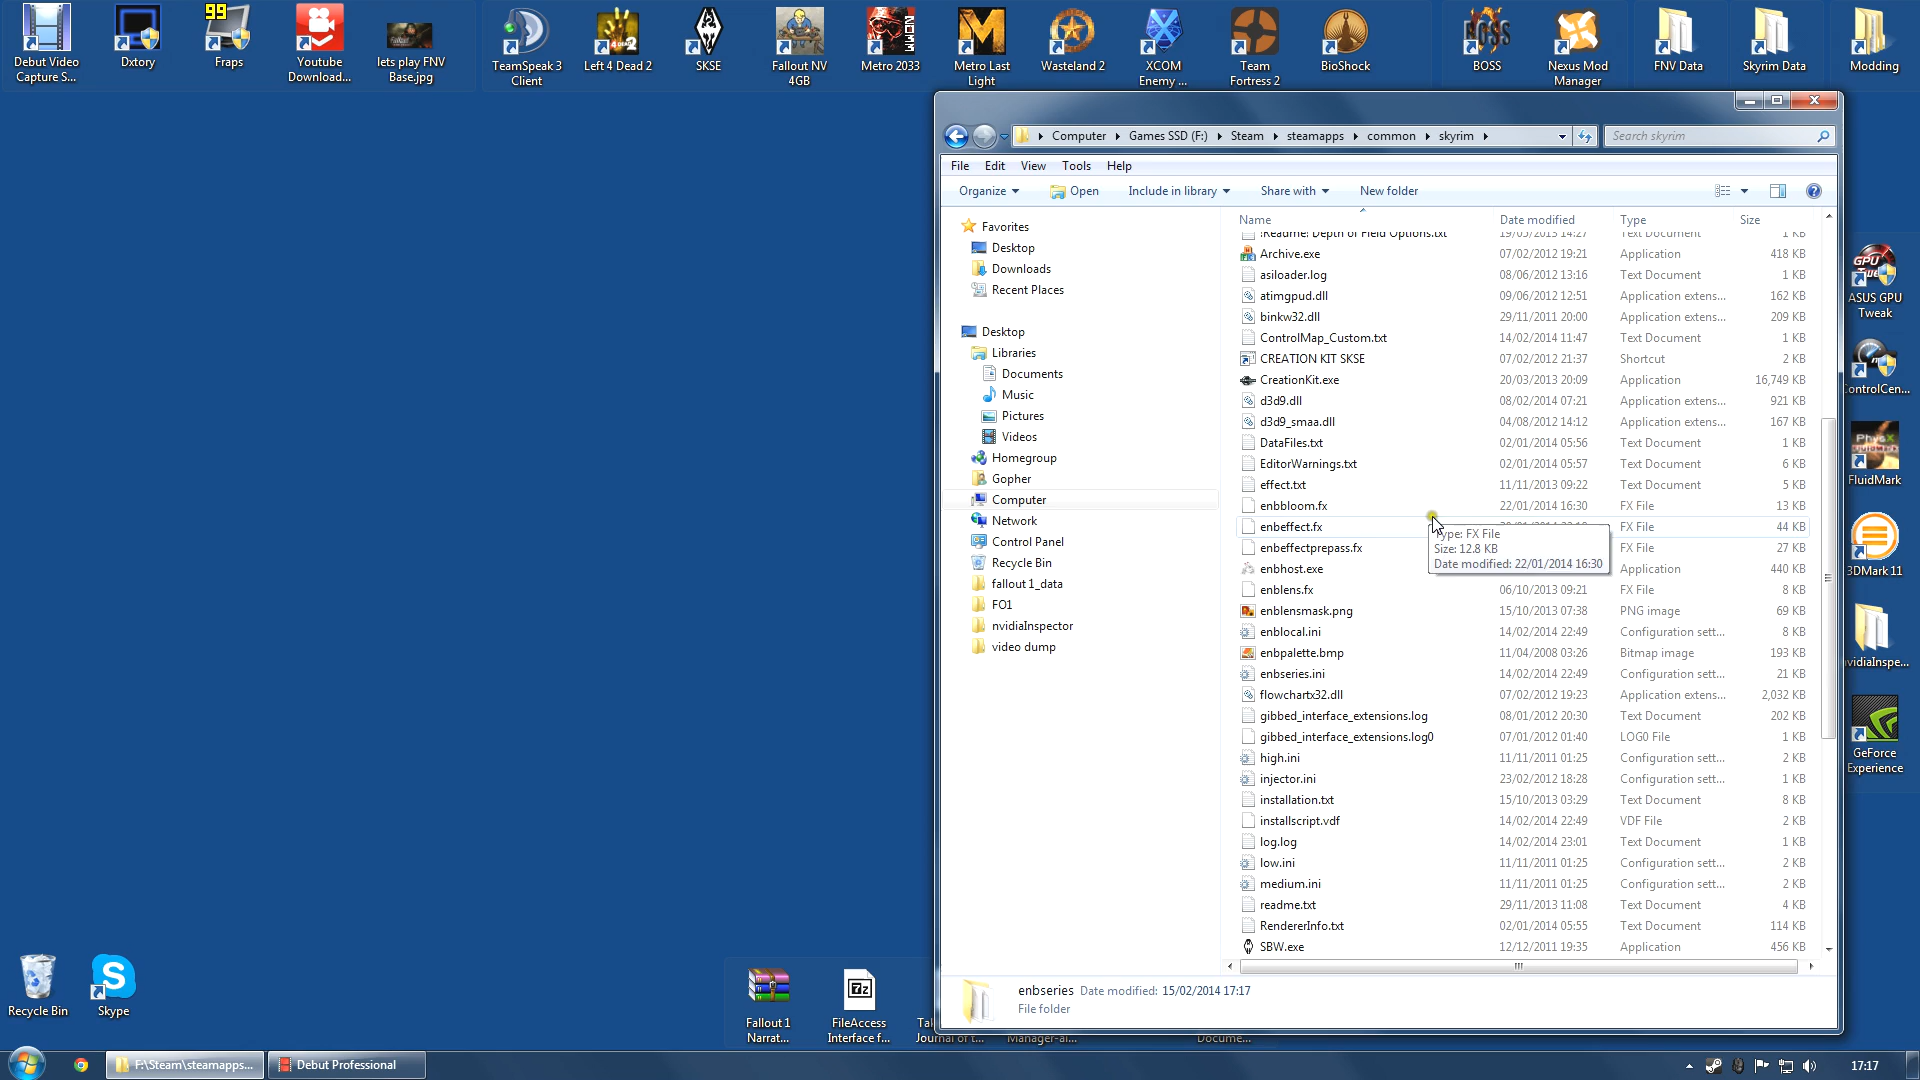 Debut Video
Capture S...
Dxtory
99
Fraps
Youtube
Download...
lets play FNV
Base.jpg
TeamSpeak 3
Client
Left 4 Dead 2
SKSE
Fallout NV
4GB
Metro 2033
Metro Last
Light
Wasteland 2
XCOM
Enemy ...
Team
Fortress 2
BioShock
BOSS
Nexus Mod
Manager
FNV Data
Skyrim Data
Modding
Computer Games SSD (F:) Steam steamapps common skyrim
Search skyrim
File Edit View Tools Help
Organize Open Include in library Share with New folder
Favorites
Desktop
Downloads
Recent Places
Desktop
Libraries
Documents
Music
Pictures
Videos
Homegroup
Gopher
Computer
Network
Control Panel
Recycle Bin
fallout 1_data
FO1
nvidiaInspector
video dump
Name Date modified Type Size
!Readme! Depth of Field Options.txt 19/05/2013 14:27 Text Document 1 KB
Archive.exe 07/02/2012 19:21 Application 418 KB
asiloader.log 08/06/2012 13:16 Text Document 1 KB
atimgpud.dll 09/06/2012 12:51 Application extens... 162 KB
binkw32.dll 29/11/2011 20:00 Application extens... 209 KB
ControlMap_Custom.txt 14/02/2014 11:47 Text Document 1 KB
CREATION KIT SKSE 07/02/2012 21:37 Shortcut 2 KB
CreationKit.exe 20/03/2013 20:09 Application 16,749 KB
d3d9.dll 08/02/2014 07:21 Application extens... 921 KB
d3d9_smaa.dll 04/08/2012 14:12 Application extens... 167 KB
DataFiles.txt 02/01/2014 05:56 Text Document 1 KB
EditorWarnings.txt 02/01/2014 05:57 Text Document 6 KB
effect.txt 11/11/2013 09:22 Text Document 5 KB
enbbloom.fx 22/01/2014 16:30 FX File 13 KB
enbeffect.fx FX File 44 KB
enbeffectprepass.fx FX File 27 KB
enbhost.exe Application 440 KB
enblens.fx 06/10/2013 09:21 FX File 8 KB
enblensmask.png 15/10/2013 07:38 PNG image 69 KB
enblocal.ini 14/02/2014 22:49 Configuration sett... 8 KB
enbpalette.bmp 11/04/2008 03:26 Bitmap image 193 KB
enbseries.ini 14/02/2014 22:49 Configuration sett... 21 KB
flowchartx32.dll 07/02/2012 19:23 Application extens... 2,032 KB
gibbed_interface_extensions.log 08/01/2012 20:30 Text Document 202 KB
gibbed_interface_extensions.log0 07/01/2012 01:40 LOG0 File 1 KB
high.ini 11/11/2011 01:25 Configuration sett... 2 KB
injector.ini 23/02/2012 18:28 Configuration sett... 1 KB
installation.txt 15/10/2013 03:29 Text Document 8 KB
installscript.vdf 14/02/2014 22:49 VDF File 2 KB
log.log 14/02/2014 23:01 Text Document 1 KB
low.ini 11/11/2011 01:25 Configuration sett... 2 KB
medium.ini 11/11/2011 01:25 Configuration sett... 2 KB
readme.txt 29/11/2013 11:08 Text Document 4 KB
RendererInfo.txt 02/01/2014 05:55 Text Document 114 KB
SBW.exe 12/12/2011 19:35 Application 456 KB
ype: FX File
Size: 12.8 KB
Date modified: 22/01/2014 16:30
enbseries Date modified: 15/02/2014 17:17
File folder
ASUS GPU
Tweak
ontrolCen...
FluidMark
3DMark 11
vidiaInspe...
GeForce
Experience
Recycle Bin
Skype
Fallout 1
Narrat...
FileAccess
Interface f...
Tal
Journal of t...
Manager-al...
Docume...
F:\Steam\steamapps...
Debut Professional
17:17